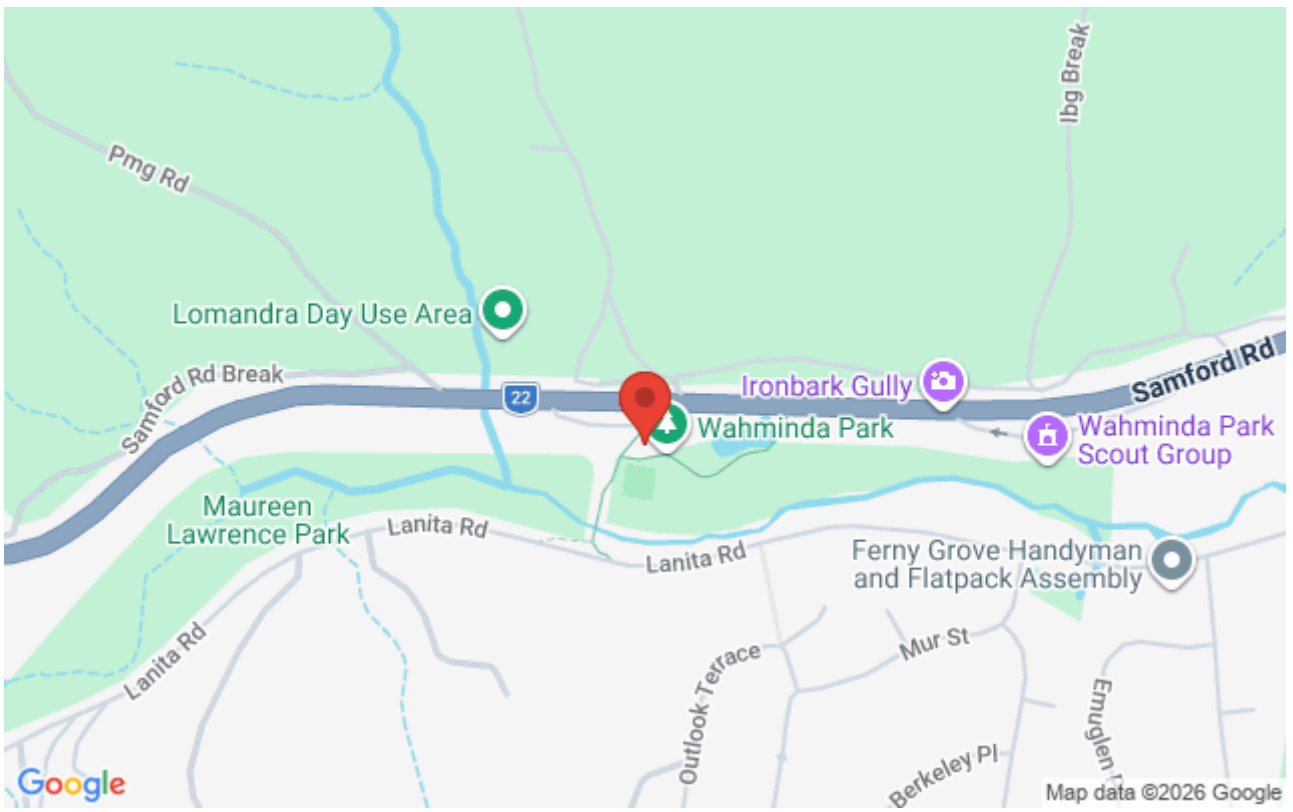 Ibg Break
Pmg Rd
Lomandra Day Use Area
Samford Rd
Samford Rd Break
22
Ironbark Gully
Wahminda Park
Wahminda Park
Scout Group
Maureen
Lawrence Park
Lanita Rd
Lanita Rd
Ferny Grove Handyman
and Flatpack Assembly
Lanita Rd
Mur St
Outlook Terrace
Emuglen
Berkeley Pl
Google
Map data ©2026 Google